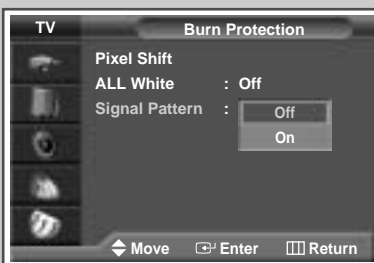 TV
Burn Protection
Pixel Shift
ALL White : Off
Signal Pattern : Off
On
Move Enter Return